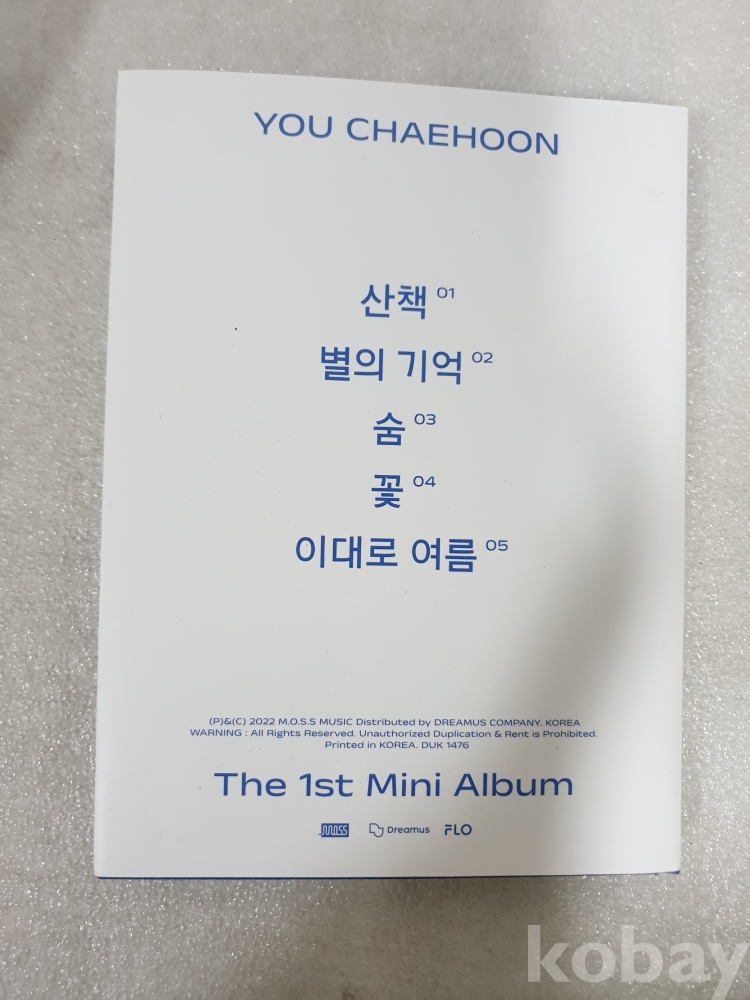 YOU CHAEHOON
산책 01
별의 기억 02
숨 03
꽃 04
이대로 여름 05
(P)&(C) 2022 M.O.S.S MUSIC Distributed by DREAMUS COMPANY. KOREA
WARNING : All Rights Reserved. Unauthorized Duplication & Rent is Prohibited.
Printed in KOREA. DUK 1476
The 1st Mini Album
MOSS Dreamus FLO
kobay